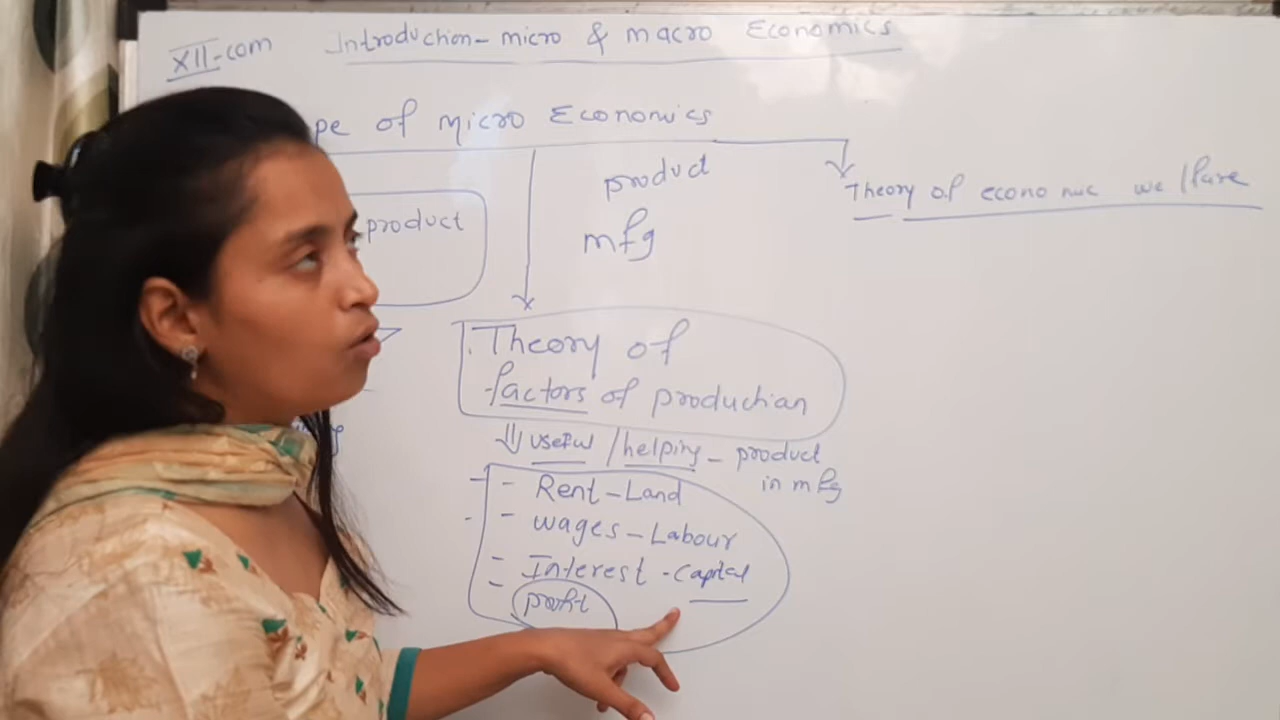 XII-com Introduction- micro & macro Economics
pe of micro Economics
product
mfg
Theory of economic welfare
product
Theory of
factors of production
useful / helping - product
in mfg
- Rent - Land
- wages - Labour
- Interest - capital
- profit